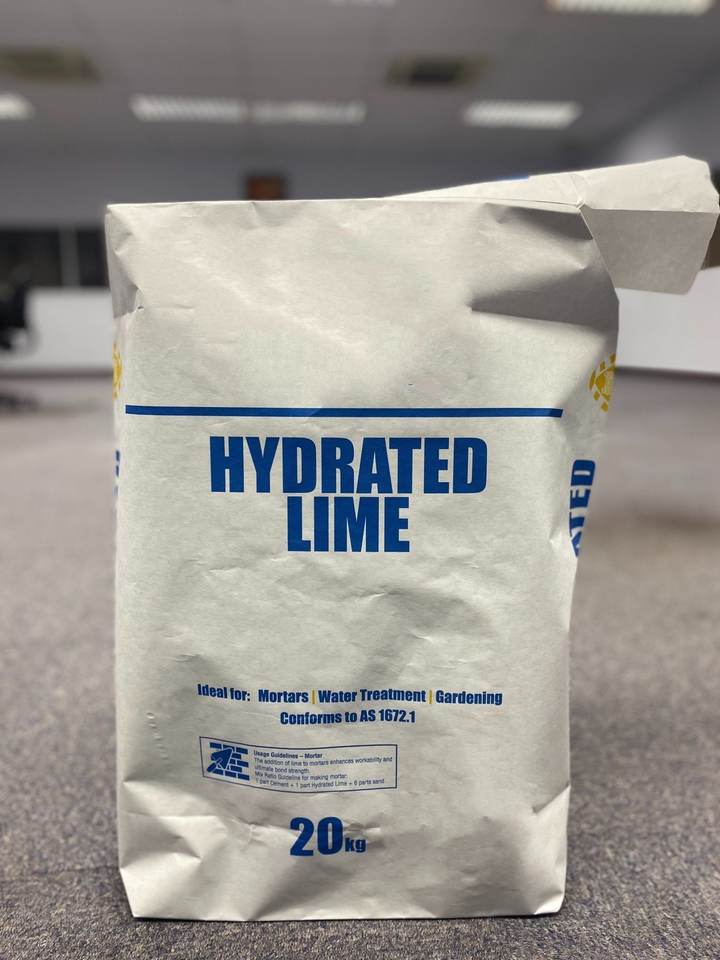 HYDRATED
LIME
Ideal for: Mortars | Water Treatment | Gardening
Conforms to AS 1672.1
Usage Guidelines – Mortar
The addition of lime to mortars enhances workability and
ultimate bond strength.
Mix Ratio Guideline for making mortar:
1 part Cement + 1 part Hydrated Lime + 6 parts sand
20kg
ATED